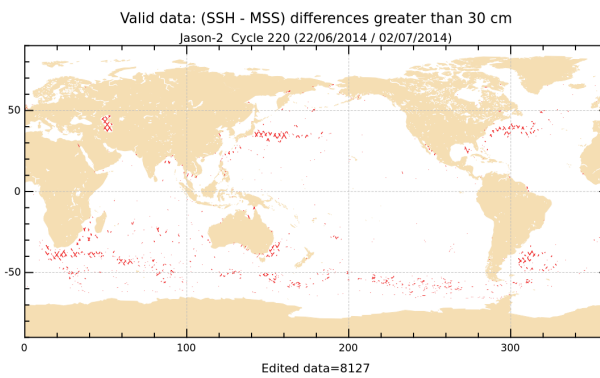 Valid data: (SSH - MSS) differences greater than 30 cm
Jason-2  Cycle 220 (22/06/2014 / 02/07/2014)
50
0
-50
0 100 200 300
Edited data=8127